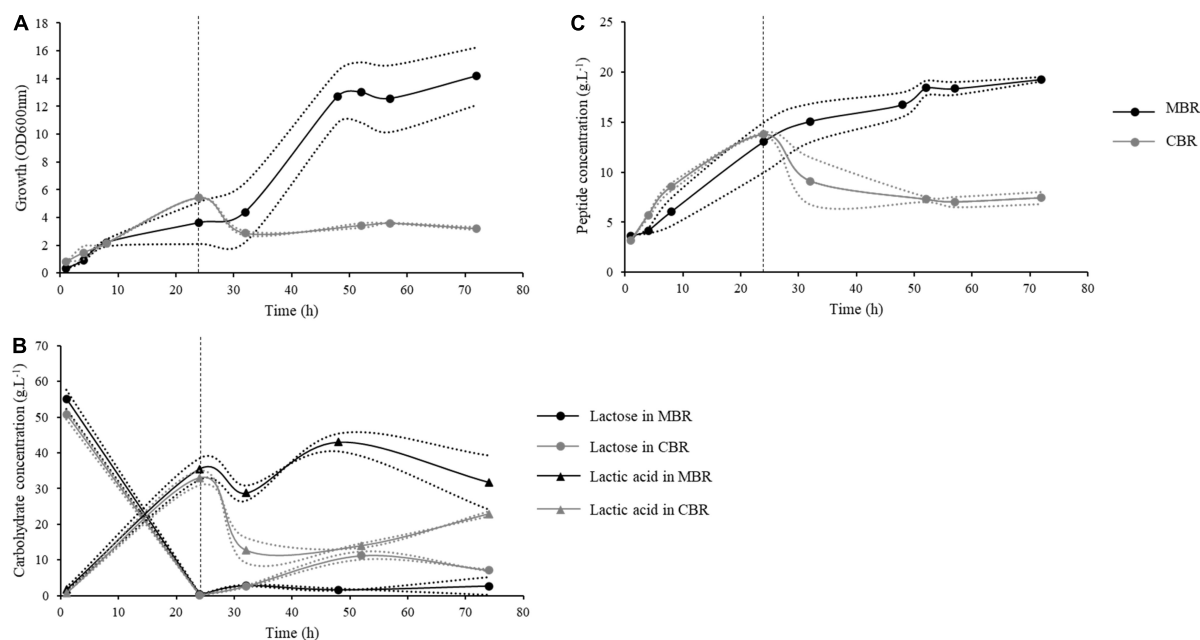 A
Growth (OD600nm)
18
16
14
12
10
8
6
4
2
0
0 10 20 30 40 50 60 70 80
Time (h)
C
Peptide concentration (g.L-1)
25
20
15
10
5
0
0 10 20 30 40 50 60 70 80
Time (h)
MBR
CBR
B
Carbohydrate concentration (g.L-1)
70
60
50
40
30
20
10
0
0 10 20 30 40 50 60 70 80
Time (h)
Lactose in MBR
Lactose in CBR
Lactic acid in MBR
Lactic acid in CBR